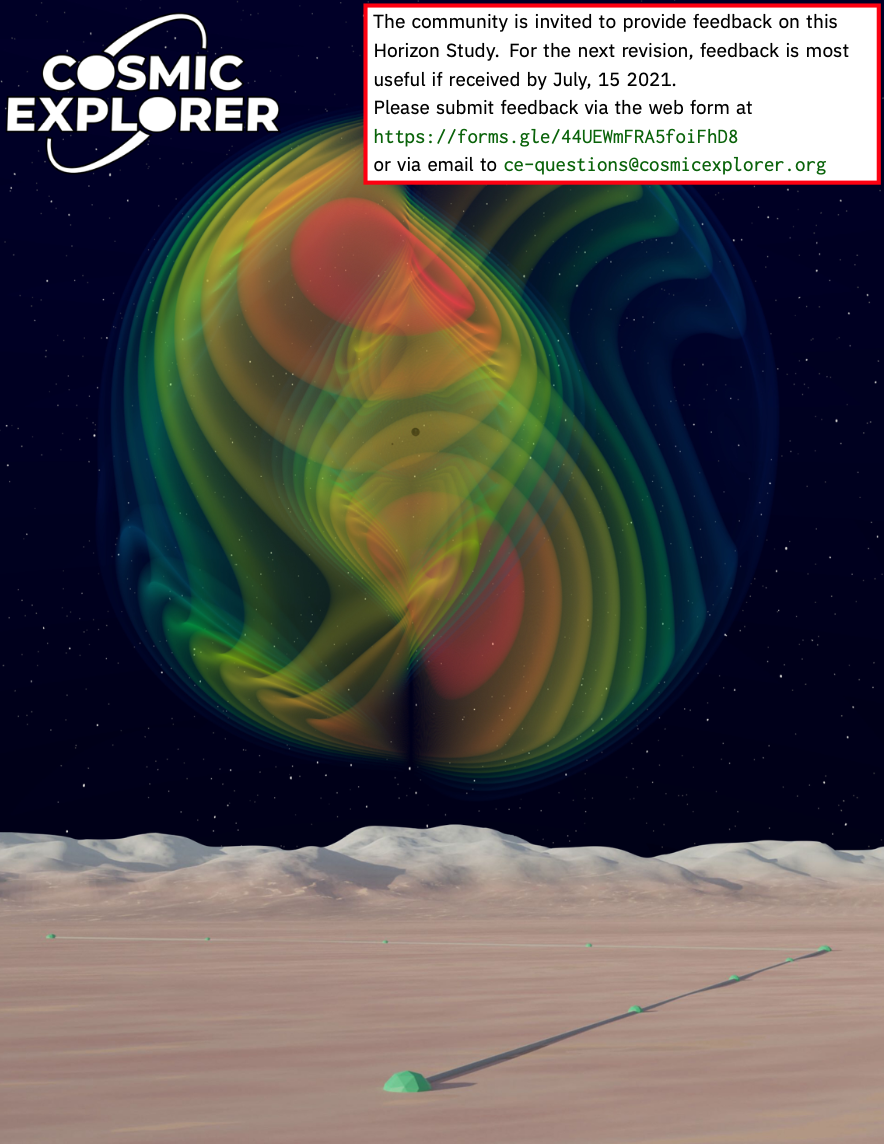 COSMIC
EXPLORER
The community is invited to provide feedback on this
Horizon Study. For the next revision, feedback is most
useful if received by July, 15 2021.
Please submit feedback via the web form at
https://forms.gle/44UEWmFRA5foiFhD8
or via email to ce-questions@cosmicexplorer.org